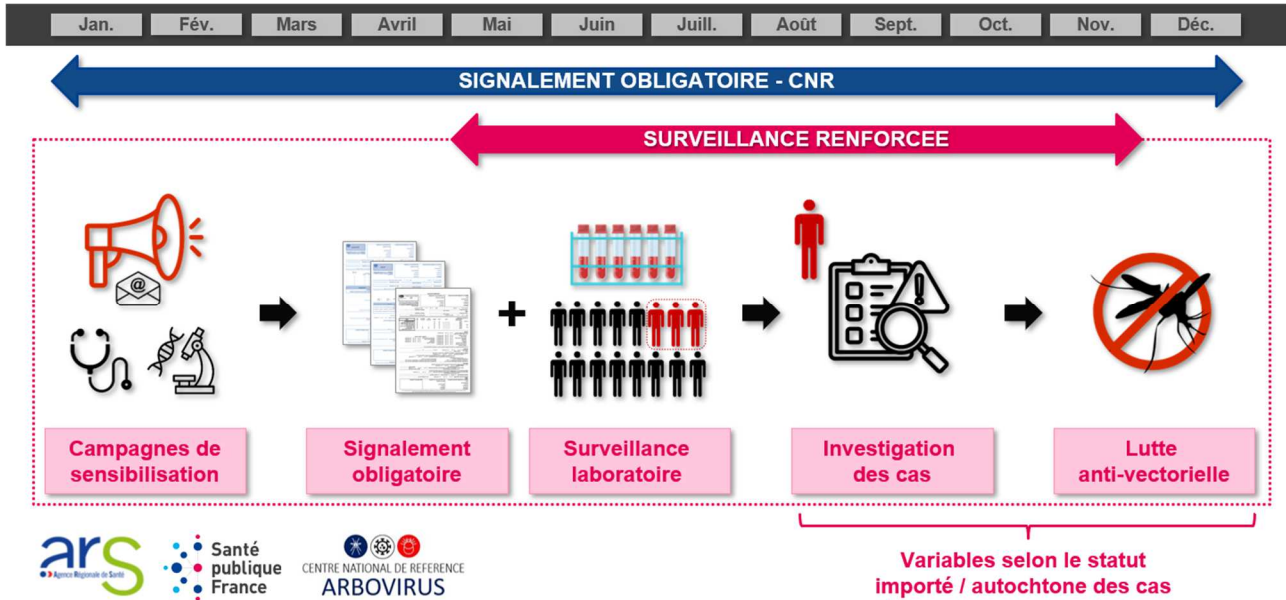 Jan.
Fév.
Mars
Avril
Mai
Juin
Juill.
Août
Sept.
Oct.
Nov.
Déc.
SIGNALEMENT OBLIGATOIRE - CNR
SURVEILLANCE RENFORCEE
@
Campagnes de
sensibilisation
Signalement
obligatoire
+
Surveillance
laboratoire
Investigation
des cas
Lutte
anti-vectorielle
Variables selon le statut
importé / autochtone des cas
ars
Agence Régionale de Santé
Santé
publique
France
CENTRE NATIONAL DE REFERENCE
ARBOVIRUS